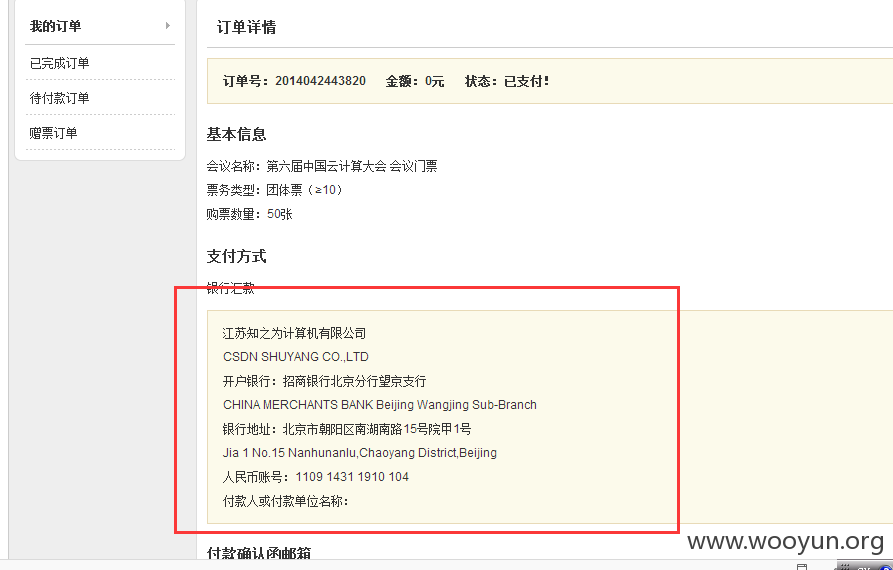 我的订单
已完成订单
待付款订单
赠票订单
订单详情
订单号：2014042443820 金额：0元 状态：已支付！
基本信息
会议名称：第六届中国云计算大会 会议门票
票务类型：团体票（≥10）
购票数量：50张
支付方式
银行汇款
江苏知之为计算机有限公司
CSDN SHUYANG CO.,LTD
开户银行：招商银行北京分行望京支行
CHINA MERCHANTS BANK Beijing Wangjing Sub-Branch
银行地址：北京市朝阳区南湖南路15号院甲1号
Jia 1 No.15 Nanhunanlu,Chaoyang District,Beijing
人民币账号：1109 1431 1910 104
付款人或付款单位名称：
付款确认函邮箱
www.wooyun.org